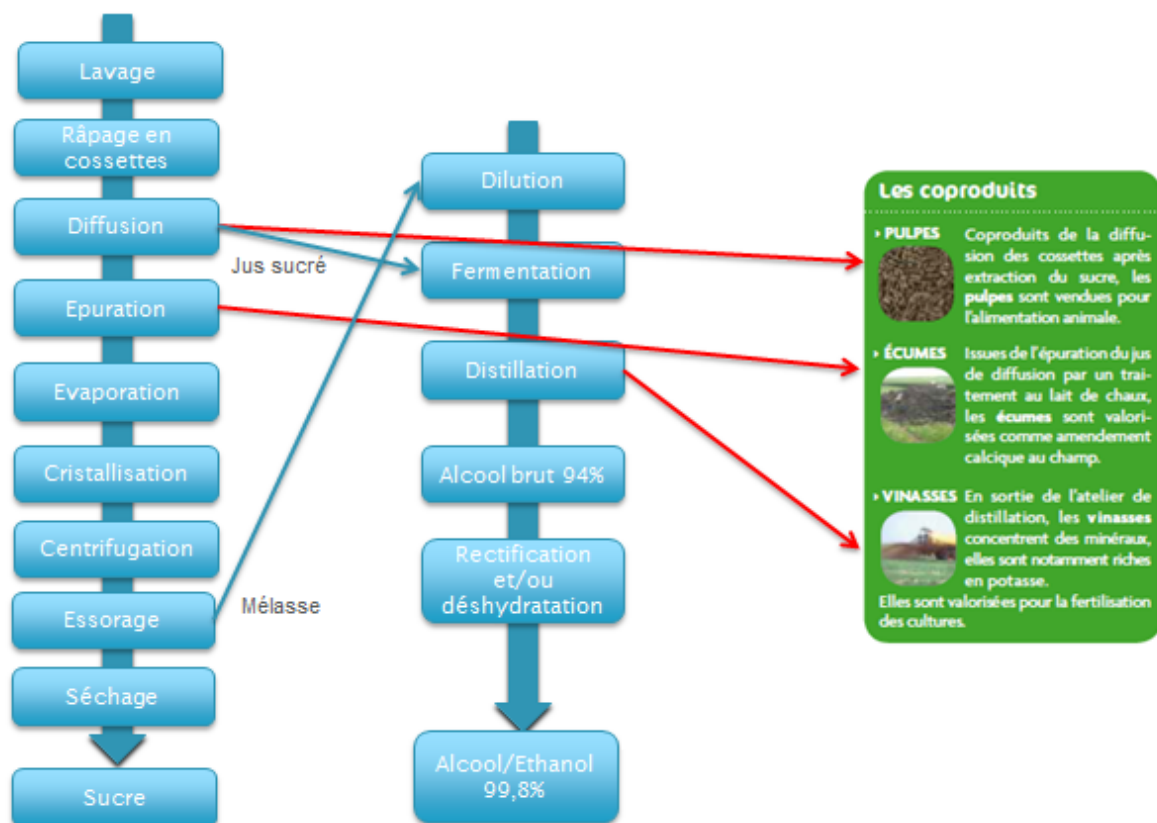 Lavage
Râpage en
cossettes
Diffusion
Jus sucré
Epuration
Evaporation
Cristallisation
Centrifugation
Essorage
Mélasse
Séchage
Sucre
Dilution
Fermentation
Distillation
Alcool brut 94%
Rectification
et/ou
déshydratation
Alcool/Ethanol
99,8%
Les coproduits
› PULPES
Coproduits de la diffu-
sion des cossettes après
extraction du sucre, les
pulpes sont vendues pour
l'alimentation animale.
› ÉCUMES
Issues de l'épuration du jus
de diffusion par un trai-
tement au lait de chaux,
les écumes sont valori-
sées comme amendement
calcique au champ.
› VINASSES
En sortie de l'atelier de
distillation, les vinasses
concentrent des minéraux,
elles sont notamment riches
en potasse.
Elles sont valorisées pour la fertilisation
des cultures.